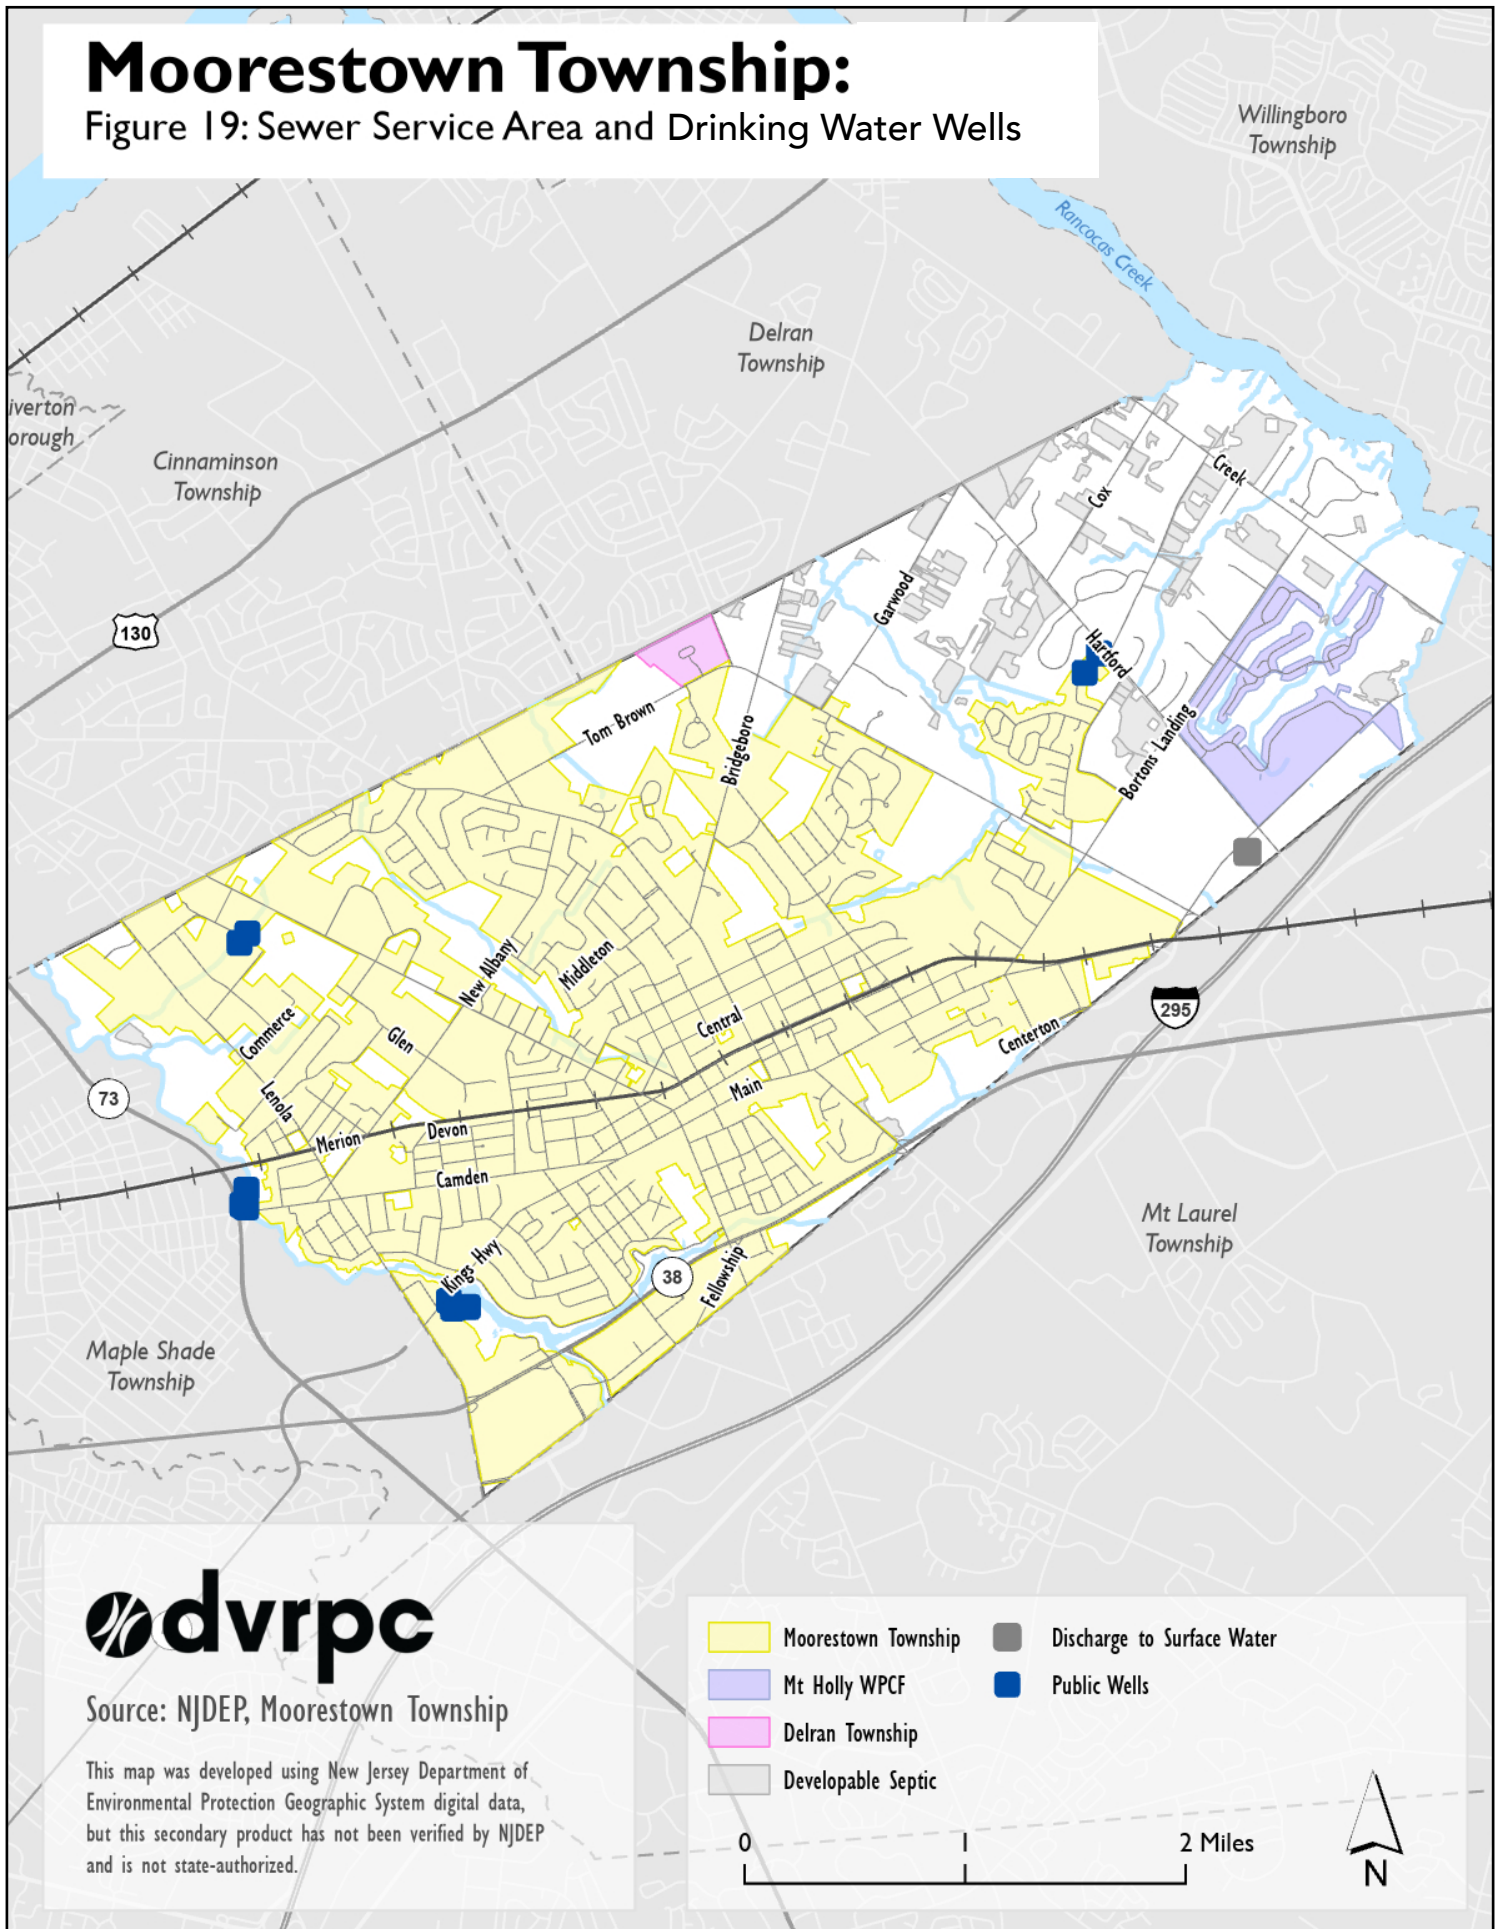 Moorestown Township:
Figure 19: Sewer Service Area and Drinking Water Wells
Willingboro
Township
Rancocas Creek
Delran
Township
iverton
orough
Cinnaminson
Township
130
Creek
Cox
Garwood
Hartford
Tom Brown
Bridgeboro
Bortons Landing
New Albany
Middleton
Commerce
Glen
Central
295
Centerton
73
Lenola
Main
Merion
Devon
Camden
Mt Laurel
Township
Kings Hwy
38
Fellowship
Maple Shade
Township
dvrpc
Source: NJDEP, Moorestown Township
This map was developed using New Jersey Department of
Environmental Protection Geographic System digital data,
but this secondary product has not been verified by NJDEP
and is not state-authorized.
Moorestown Township
Mt Holly WPCF
Delran Township
Developable Septic
Discharge to Surface Water
Public Wells
0 1 2 Miles
N